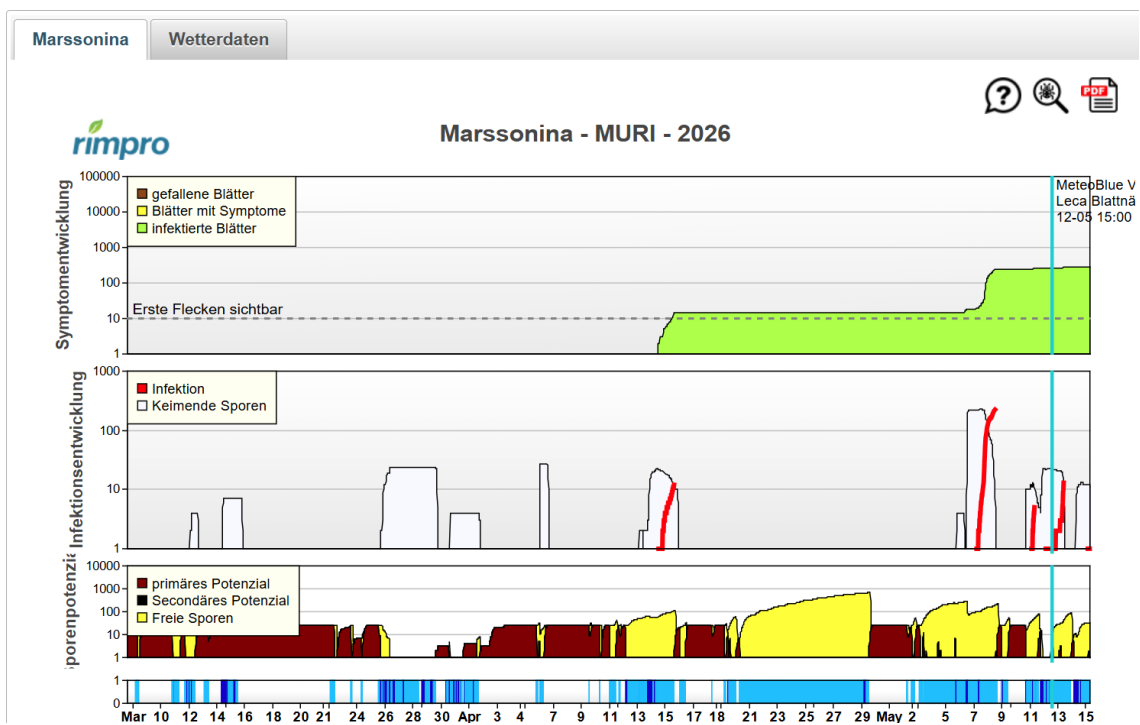 Marssonina
Wetterdaten
PDF
rimpro
Marssonina - MURI - 2026
Symptomentwicklung
100000
10000
1000
100
10
1
gefallene Blätter
Blätter mit Symptome
infektierte Blätter
Erste Flecken sichtbar
MeteoBlue V
Leca Blattnä
12-05 15:00
Infektionsentwicklung
1000
100
10
1
Infektion
Keimende Sporen
porenpotenzi
10000
1000
100
10
1
primäres Potenzial
Secondäres Potenzial
Freie Sporen
1
0
Mar 10 12 14 16 18 20 21 24 26 28 30 Apr 3 4 7 9 11 13 15 17 18 21 23 25 27 29 May 2 5 7 9 11 13 15